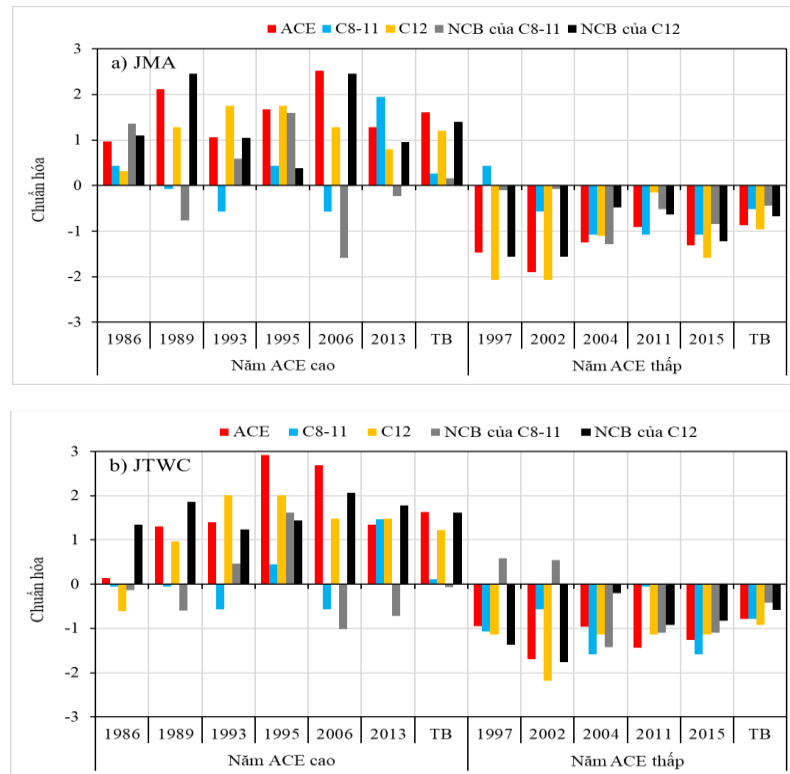 ACE C8-11 C12 NCB của C8-11 NCB của C12
a) JMA
Chuẩn hóa
3
2
1
0
-1
-2
-3
1986 1989 1993 1995 2006 2013 TB 1997 2002 2004 2011 2015 TB
Năm ACE cao Năm ACE thấp
ACE C8-11 C12 NCB của C8-11 NCB của C12
b) JTWC
Chuẩn hóa
3
2
1
0
-1
-2
-3
1986 1989 1993 1995 2006 2013 TB 1997 2002 2004 2011 2015 TB
Năm ACE cao Năm ACE thấp